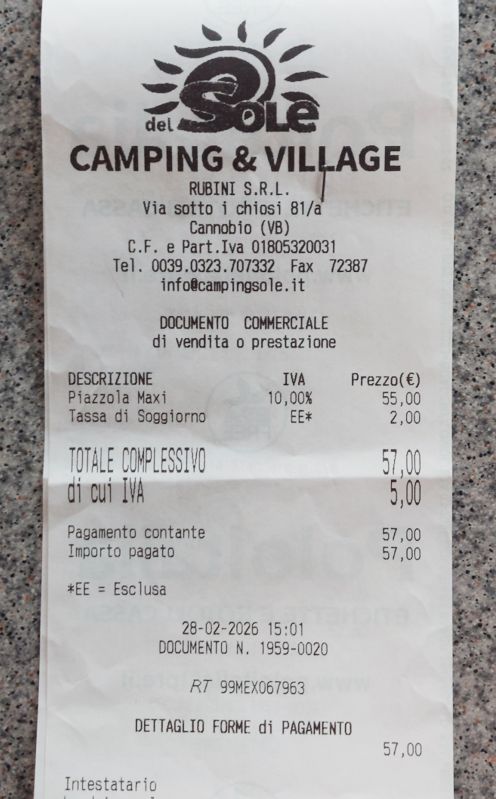 del Sole
CAMPING & VILLAGE
RUBINI S.R.L.
Via sotto i chiosi 81/a
Cannobio (VB)
C.F. e Part.Iva 01805320031
Tel. 0039.0323.707332 Fax 72387
info@campingsole.it
DOCUMENTO COMMERCIALE
di vendita o prestazione
DESCRIZIONE IVA Prezzo(€)
Piazzola Maxi 10,00% 55,00
Tassa di Soggiorno EE* 2,00
TOTALE COMPLESSIVO 57,00
di cui IVA 5,00
Pagamento contante 57,00
Importo pagato 57,00
*EE = Esclusa
28-02-2026 15:01
DOCUMENTO N. 1959-0020
RT 99MEX067963
DETTAGLIO FORME di PAGAMENTO
57,00
Intestatario